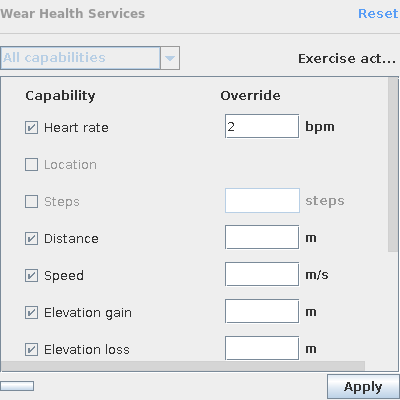 Wear Health Services Reset
All capabilities Exercise act...
Capability Override
Heart rate 2 bpm
Location
Steps steps
Distance m
Speed m/s
Elevation gain m
Elevation loss m
Apply